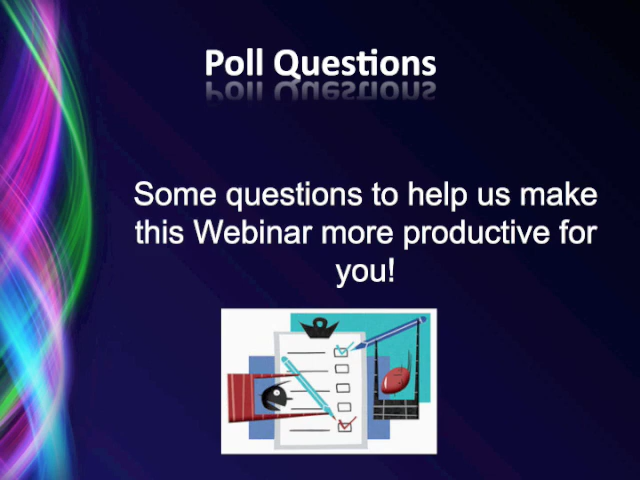 Poll Questions
Some questions to help us make
this Webinar more productive for
you!